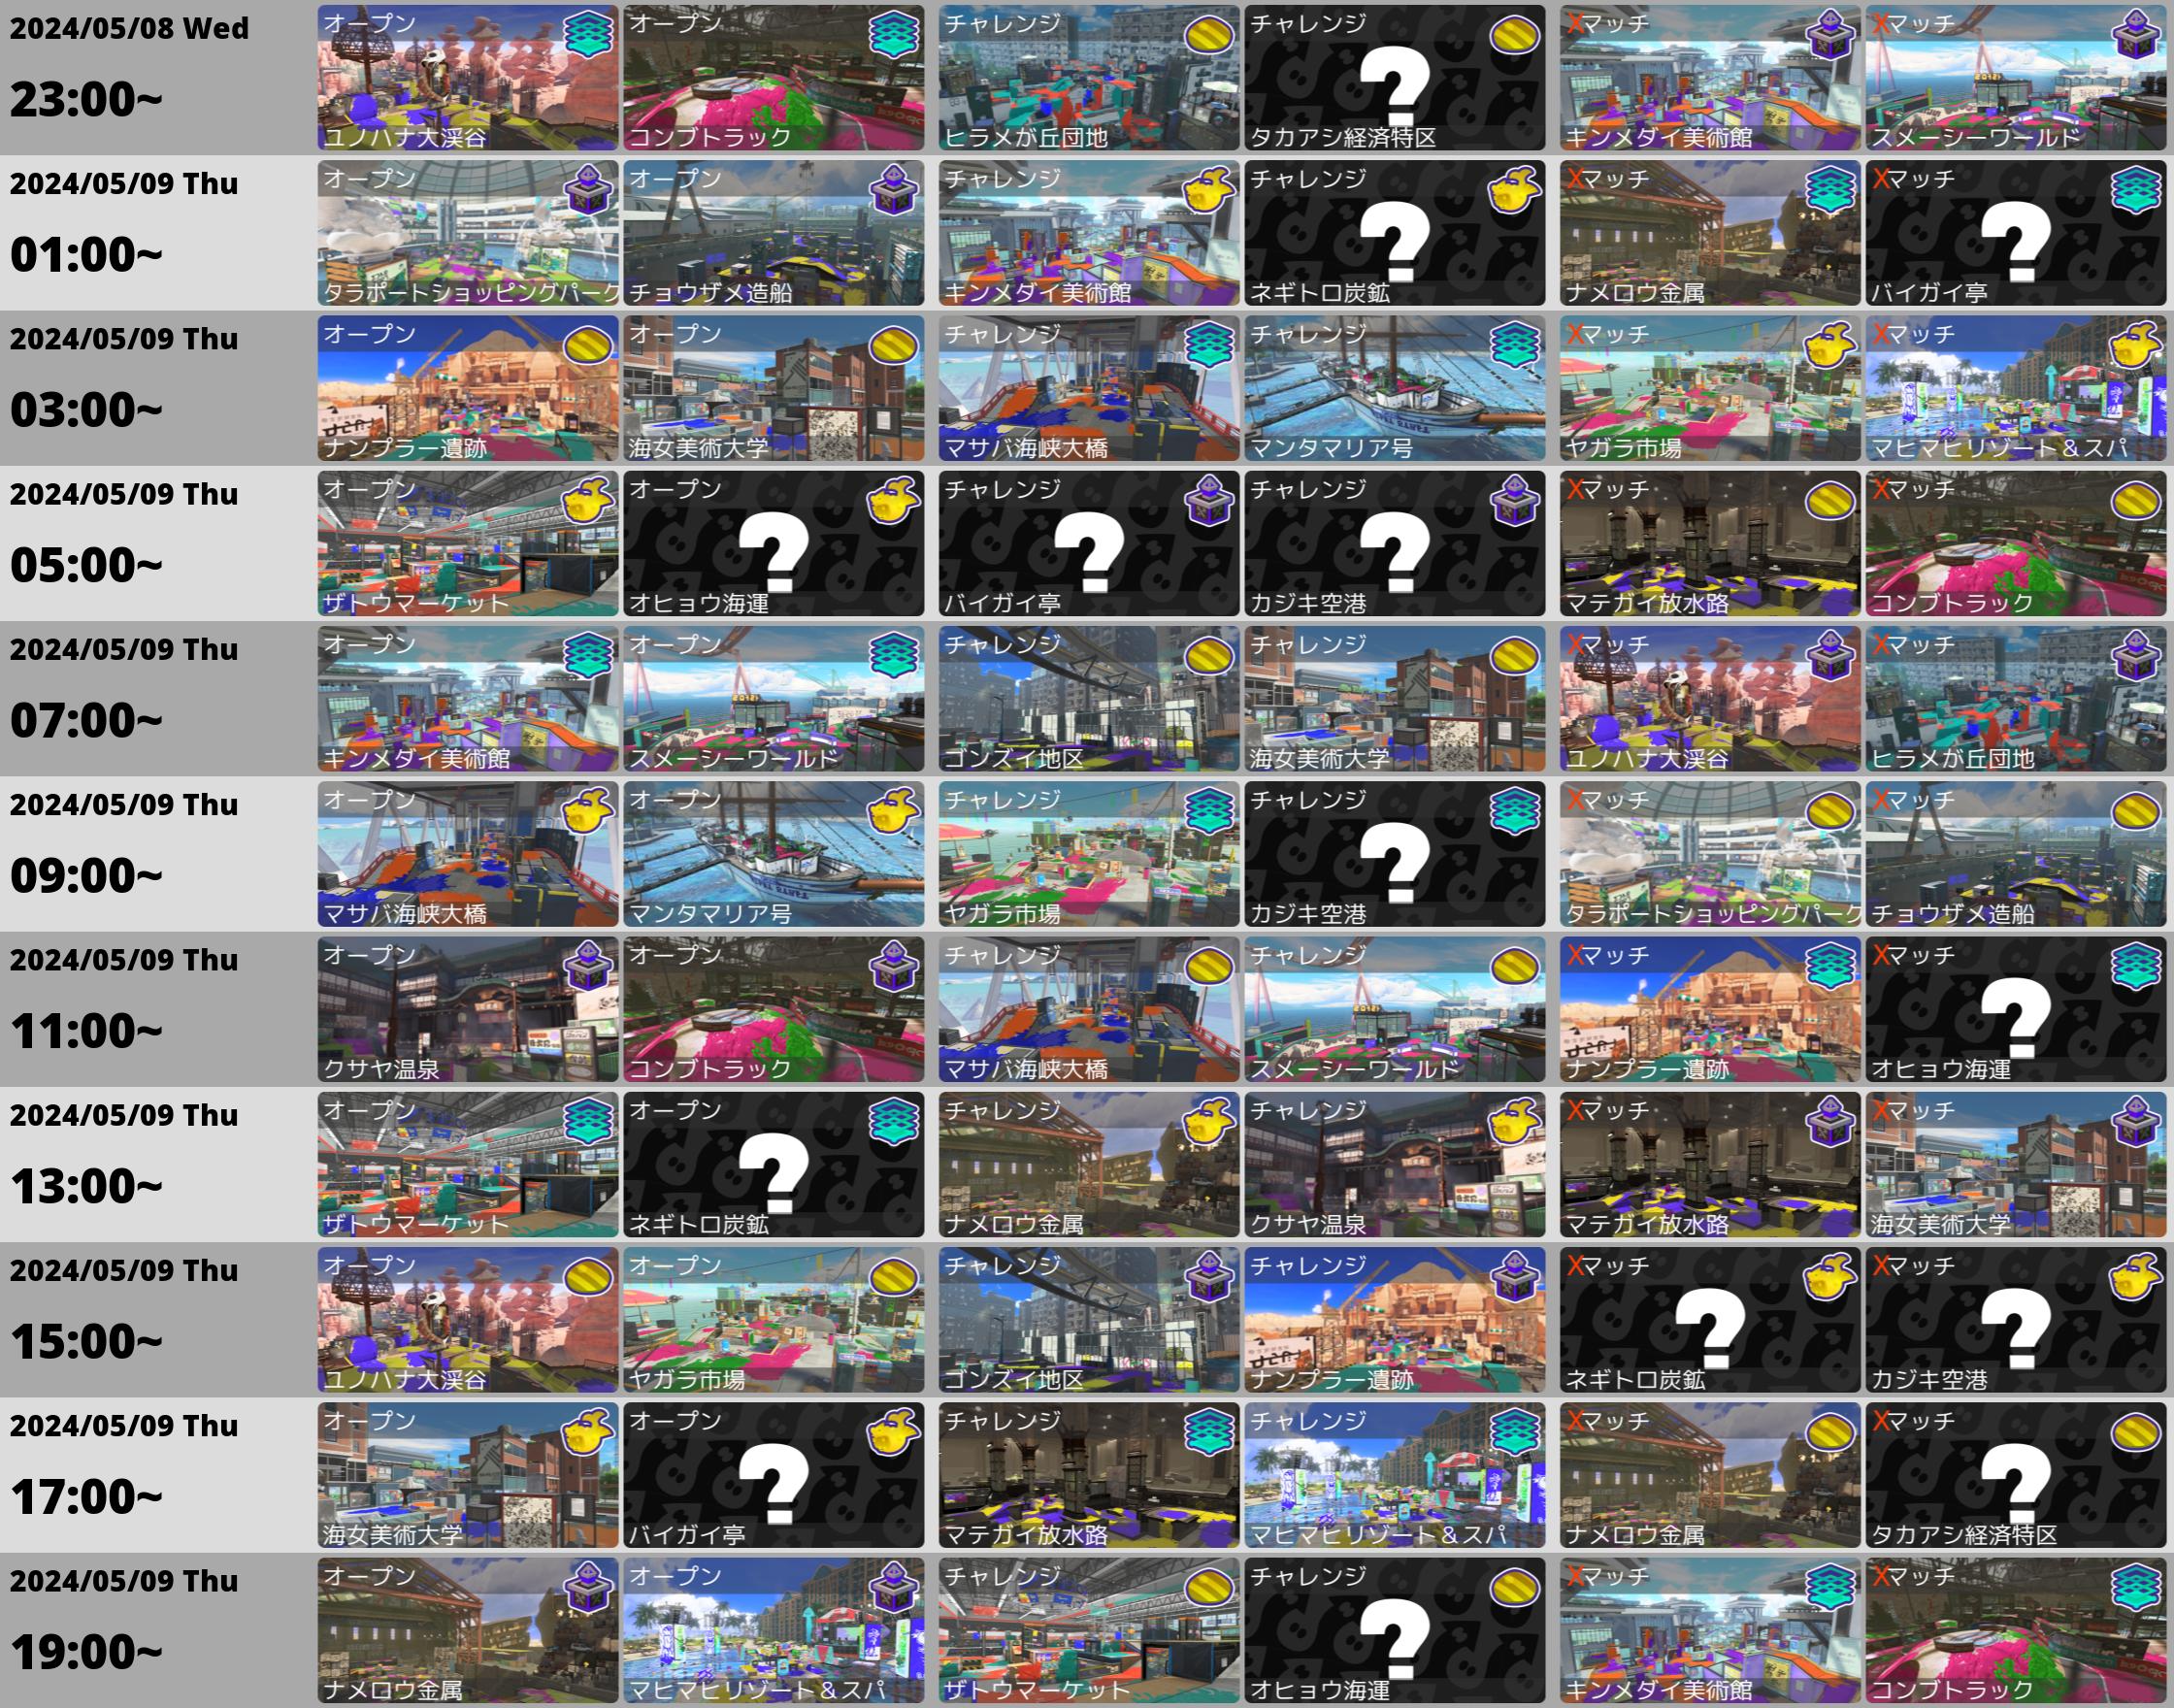 2024/05/08 Wed
23:00~
オープン
ユノハナ大渓谷
オープン
コンブトラック
チャレンジ
ヒラメが丘団地
チャレンジ
タカアシ経済特区
Xマッチ
キンメダイ美術館
Xマッチ
スメーシーワールド
2024/05/09 Thu
01:00~
オープン
タラポートショッピングパーク
オープン
チョウザメ造船
チャレンジ
キンメダイ美術館
チャレンジ
ネギトロ炭鉱
Xマッチ
ナメロウ金属
Xマッチ
バイガイ亭
2024/05/09 Thu
03:00~
オープン
ナンプラー遺跡
オープン
海女美術大学
チャレンジ
マサバ海峡大橋
チャレンジ
マンタマリア号
Xマッチ
ヤガラ市場
Xマッチ
マヒマヒリゾート＆スパ
2024/05/09 Thu
05:00~
オープン
ザトウマーケット
オープン
オヒョウ海運
チャレンジ
バイガイ亭
チャレンジ
カジキ空港
Xマッチ
マテガイ放水路
Xマッチ
コンブトラック
2024/05/09 Thu
07:00~
オープン
キンメダイ美術館
オープン
スメーシーワールド
チャレンジ
ゴンズイ地区
チャレンジ
海女美術大学
Xマッチ
ユノハナ大渓谷
Xマッチ
ヒラメが丘団地
2024/05/09 Thu
09:00~
オープン
マサバ海峡大橋
オープン
マンタマリア号
チャレンジ
ヤガラ市場
チャレンジ
カジキ空港
Xマッチ
タラポートショッピングパーク
Xマッチ
チョウザメ造船
2024/05/09 Thu
11:00~
オープン
クサヤ温泉
オープン
コンブトラック
チャレンジ
マサバ海峡大橋
チャレンジ
スメーシーワールド
Xマッチ
ナンプラー遺跡
Xマッチ
オヒョウ海運
2024/05/09 Thu
13:00~
オープン
ザトウマーケット
オープン
ネギトロ炭鉱
チャレンジ
ナメロウ金属
チャレンジ
クサヤ温泉
Xマッチ
マテガイ放水路
Xマッチ
海女美術大学
2024/05/09 Thu
15:00~
オープン
ユノハナ大渓谷
オープン
ヤガラ市場
チャレンジ
ゴンズイ地区
チャレンジ
ナンプラー遺跡
Xマッチ
ネギトロ炭鉱
Xマッチ
カジキ空港
2024/05/09 Thu
17:00~
オープン
海女美術大学
オープン
バイガイ亭
チャレンジ
マテガイ放水路
チャレンジ
マヒマヒリゾート＆スパ
Xマッチ
ナメロウ金属
Xマッチ
タカアシ経済特区
2024/05/09 Thu
19:00~
オープン
ナメロウ金属
オープン
マヒマヒリゾート＆スパ
チャレンジ
ザトウマーケット
チャレンジ
オヒョウ海運
Xマッチ
キンメダイ美術館
Xマッチ
コンブトラック